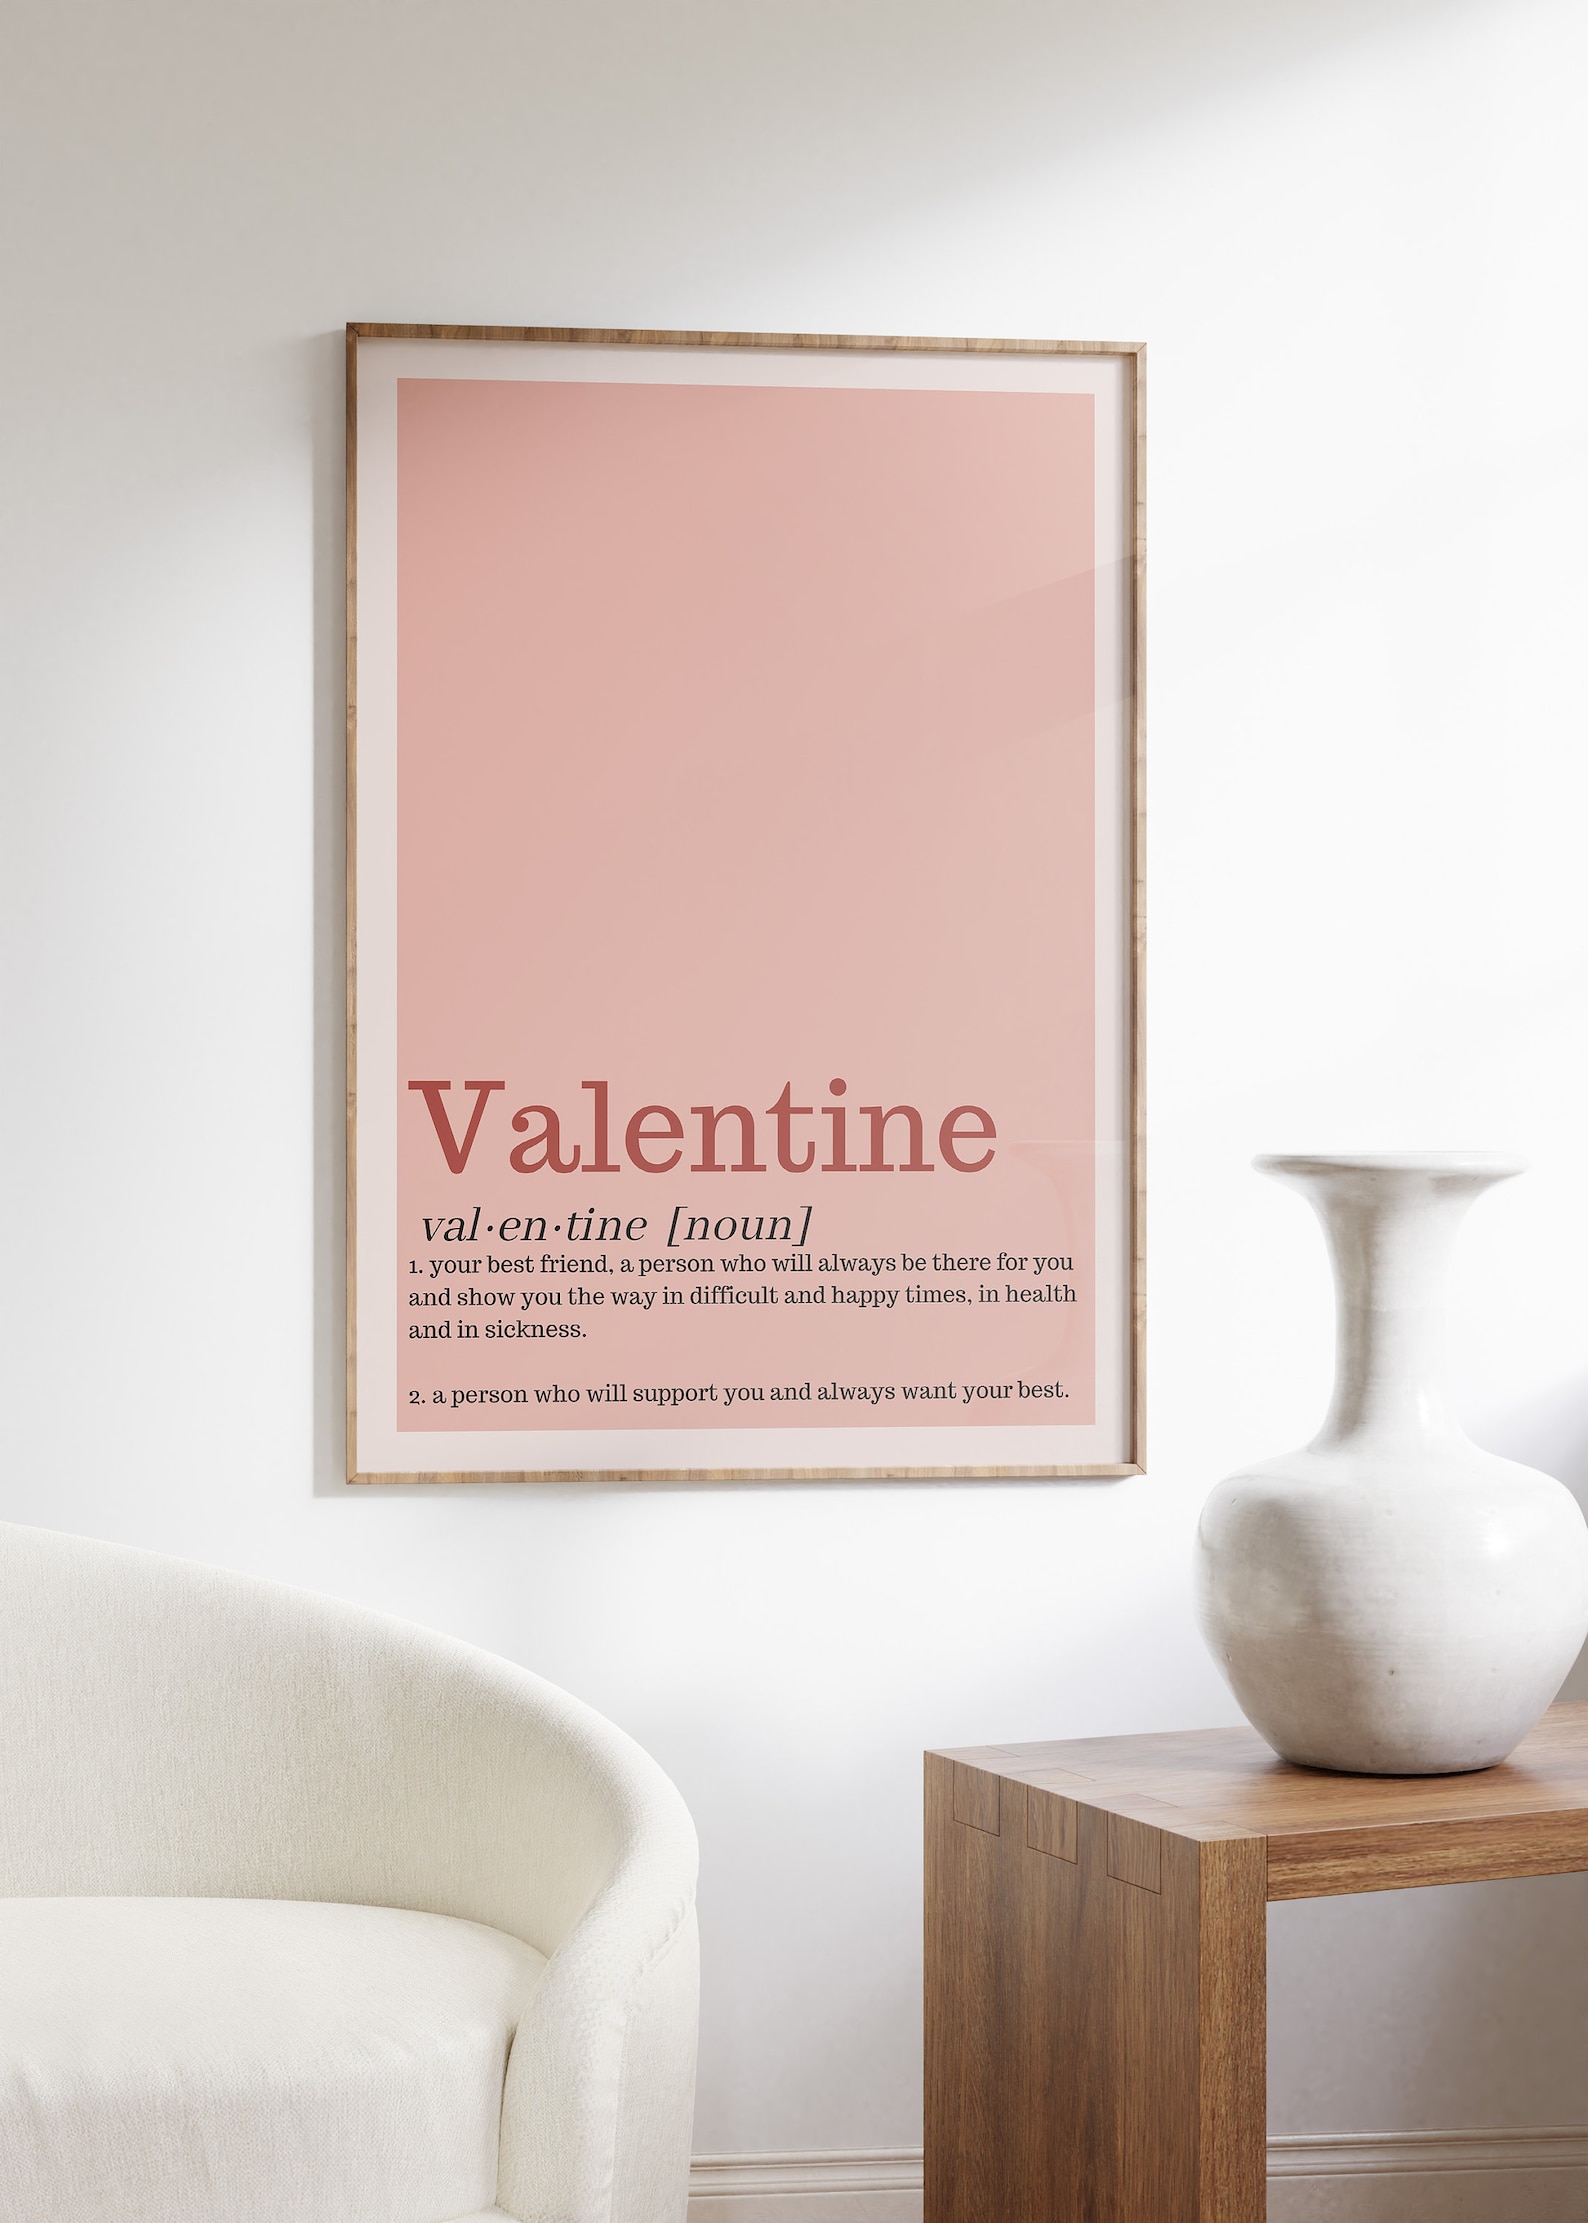 Valentine
val·en·tine [noun]
1. your best friend, a person who will always be there for you
and show you the way in difficult and happy times, in health
and in sickness.
2. a person who will support you and always want your best.